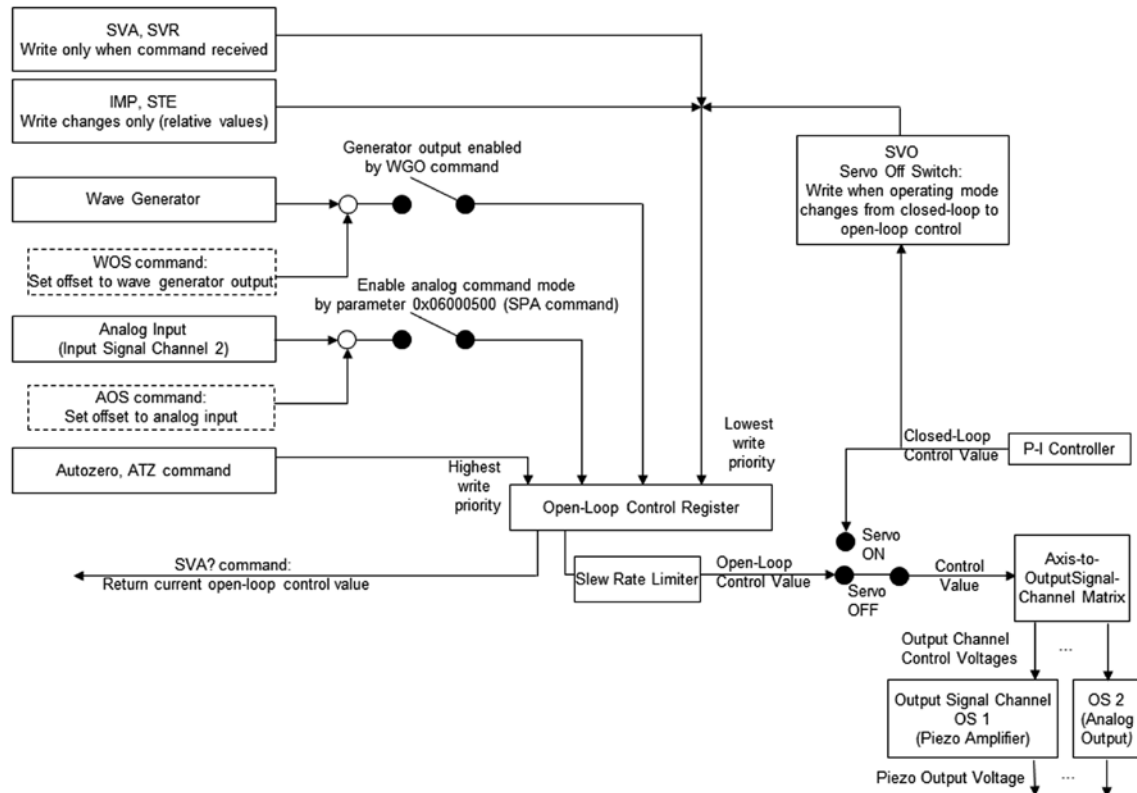 SVA, SVR
Write only when command received
IMP, STE
Write changes only (relative values)
Generator output enabled
by WGO command
SVO
Servo Off Switch:
Write when operating mode
changes from closed-loop to
open-loop control
Wave Generator
WOS command:
Set offset to wave generator output
Enable analog command mode
by parameter 0x06000500 (SPA command)
Analog Input
(Input Signal Channel 2)
AOS command:
Set offset to analog input
Lowest
write
priority
Closed-Loop
Control Value
P-I Controller
Autozero, ATZ command
Highest
write
priority
Open-Loop Control Register
Servo
ON
SVA? command:
Return current open-loop control value
Slew Rate Limiter
Open-Loop
Control Value
Servo
OFF
Control
Value
Axis-to-
OutputSignal-
Channel Matrix
Output Channel
Control Voltages
...
Output Signal Channel
OS 1
(Piezo Amplifier)
OS 2
(Analog
Output)
Piezo Output Voltage
...